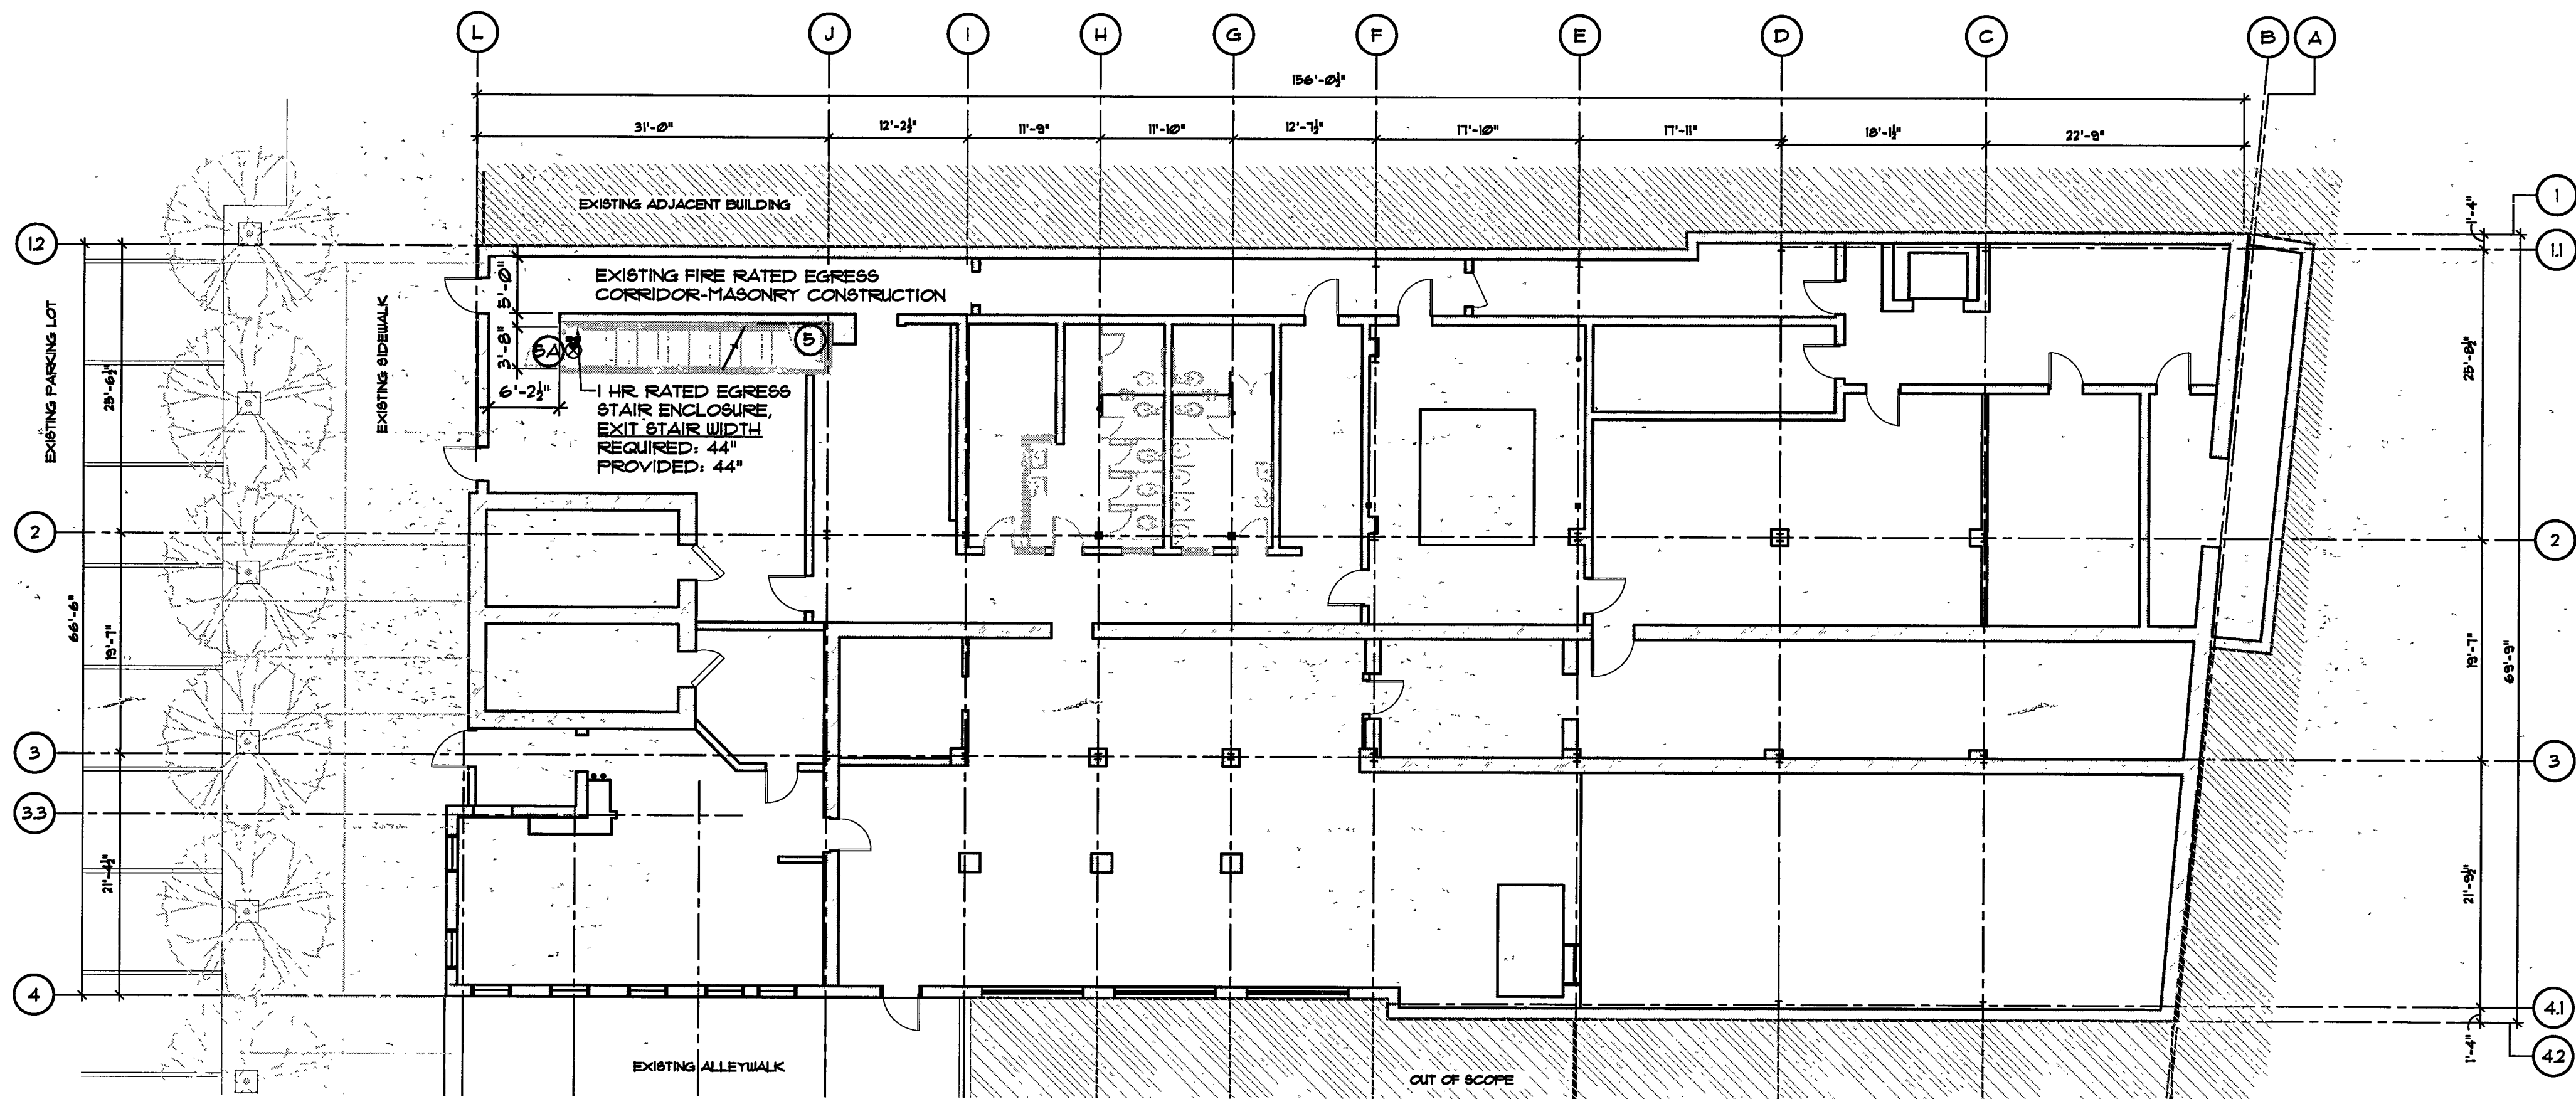 L J I H G F E D C B A
156'-0½"
31'-0" 12'-2½" 11'-9" 11'-10" 12'-7½" 17'-10" 17'-11" 18'-1½" 22'-9"
EXISTING ADJACENT BUILDING
1
1'-4"
1.2
1.1
EXISTING FIRE RATED EGRESS
CORRIDOR-MASONRY CONSTRUCTION
5'-0"
EXISTING PARKING LOT
EXISTING SIDEWALK
3'-8"
5A
5
6'-2½"
1 HR. RATED EGRESS
STAIR ENCLOSURE,
EXIT STAIR WIDTH
REQUIRED: 44"
PROVIDED: 44"
25'-6½"
25'-8½"
2
2
66'-6"
19'-7"
19'-7"
69'-9"
3
3
3.3
21'-4½"
21'-9½"
4
4.1
1'-4"
4.2
EXISTING ALLEYWALK
OUT OF SCOPE